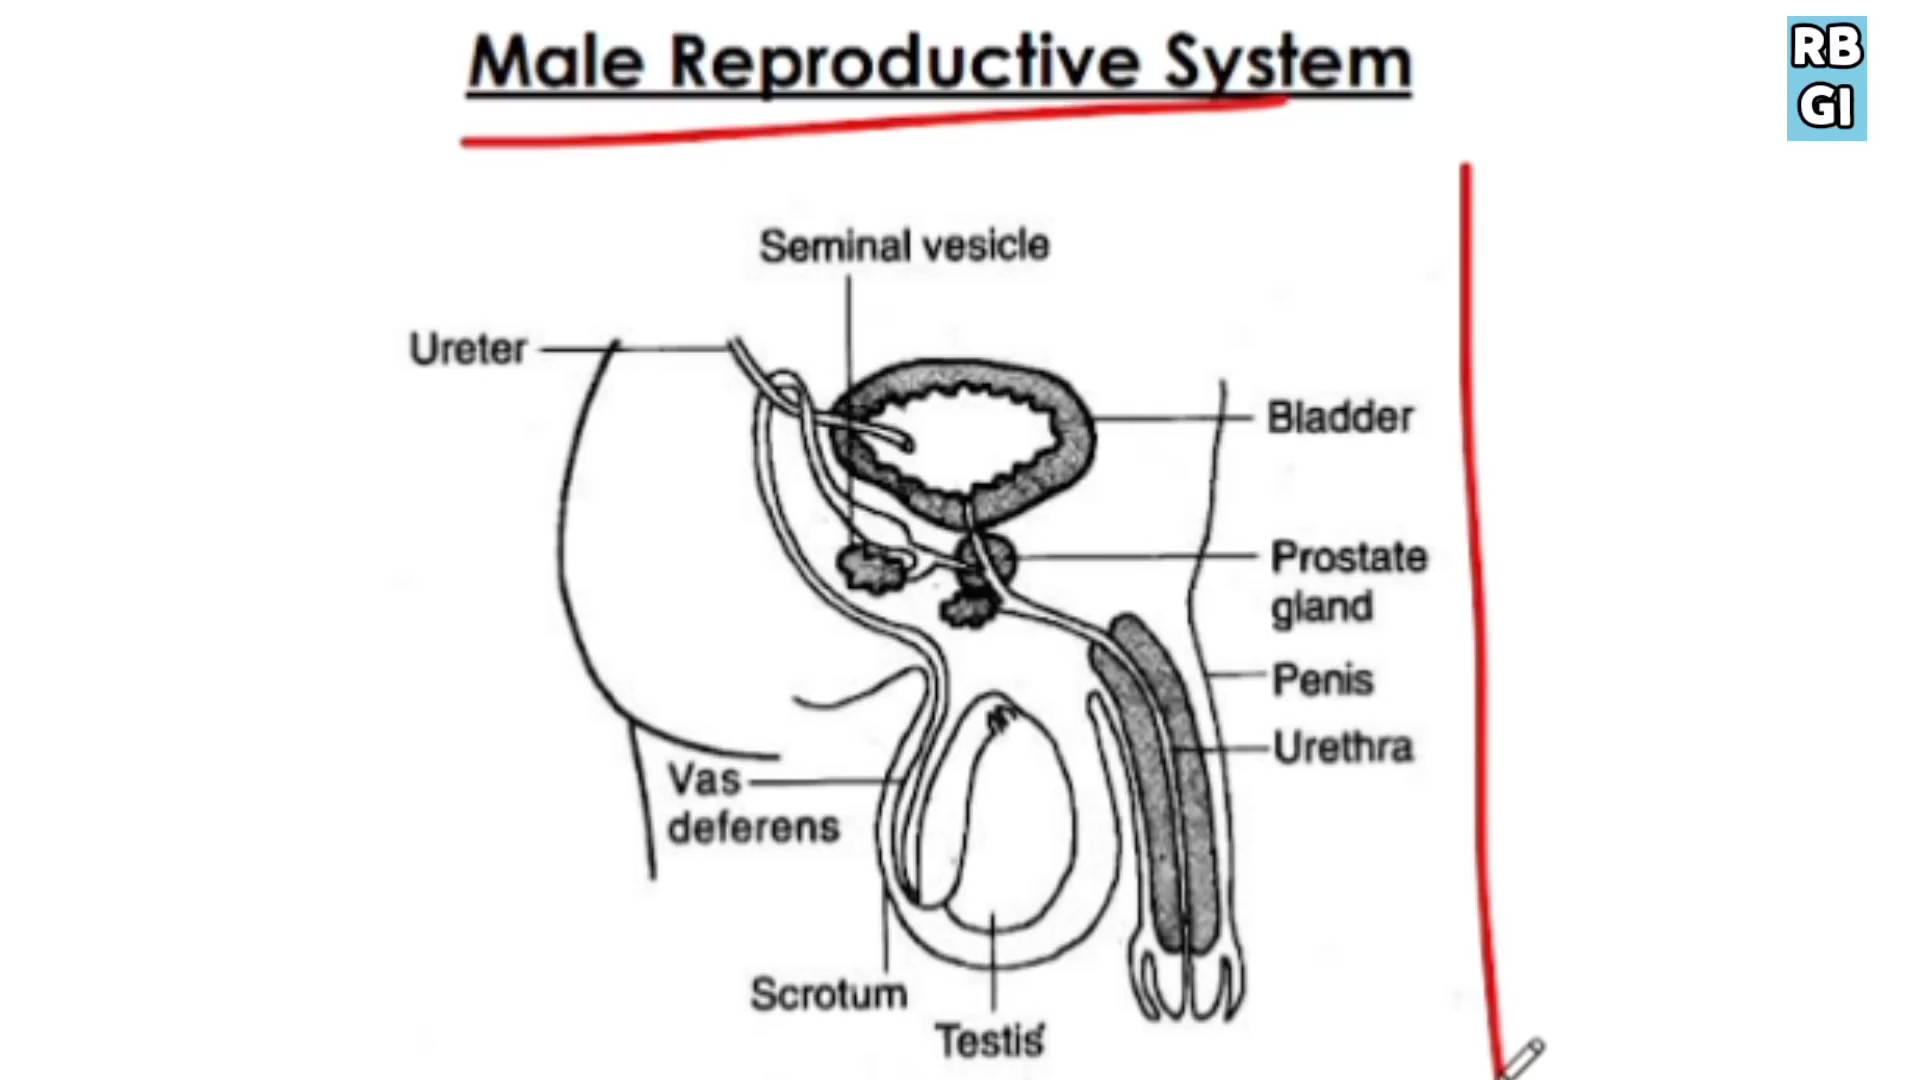 Male Reproductive System
RB
GI
Seminal vesicle
Ureter
Bladder
Prostate
gland
Penis
Urethra
Vas
deferens
Scrotum
Testis